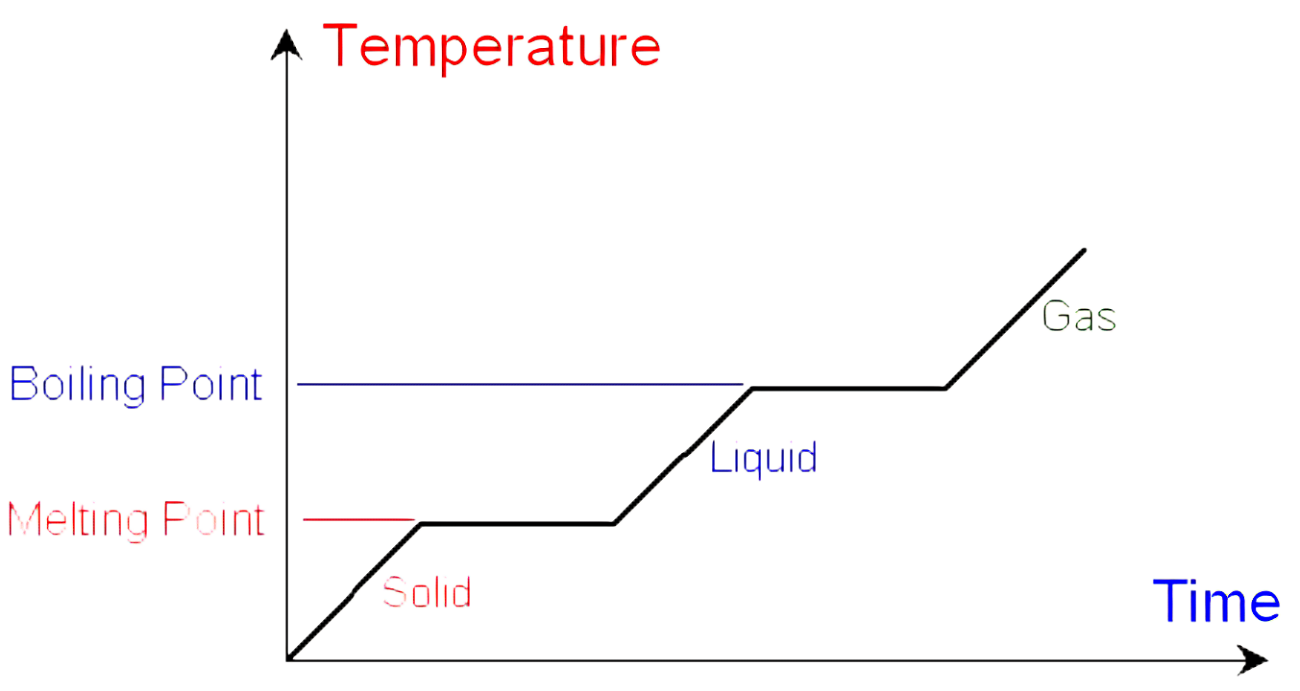 Temperature
Gas
Boiling Point
Liquid
Melting Point
Solid
Time